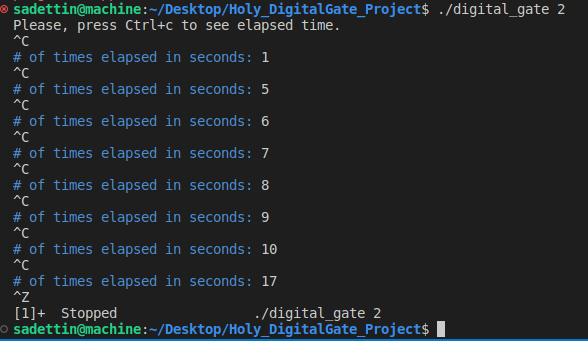 sadettin@machine:~/Desktop/Holy_DigitalGate_Project$ ./digital_gate 2
Please, press Ctrl+c to see elapsed time.
^C
# of times elapsed in seconds: 1
^C
# of times elapsed in seconds: 5
^C
# of times elapsed in seconds: 6
^C
# of times elapsed in seconds: 7
^C
# of times elapsed in seconds: 8
^C
# of times elapsed in seconds: 9
^C
# of times elapsed in seconds: 10
^C
# of times elapsed in seconds: 17
^Z
[1]+  Stopped                 ./digital_gate 2
sadettin@machine:~/Desktop/Holy_DigitalGate_Project$